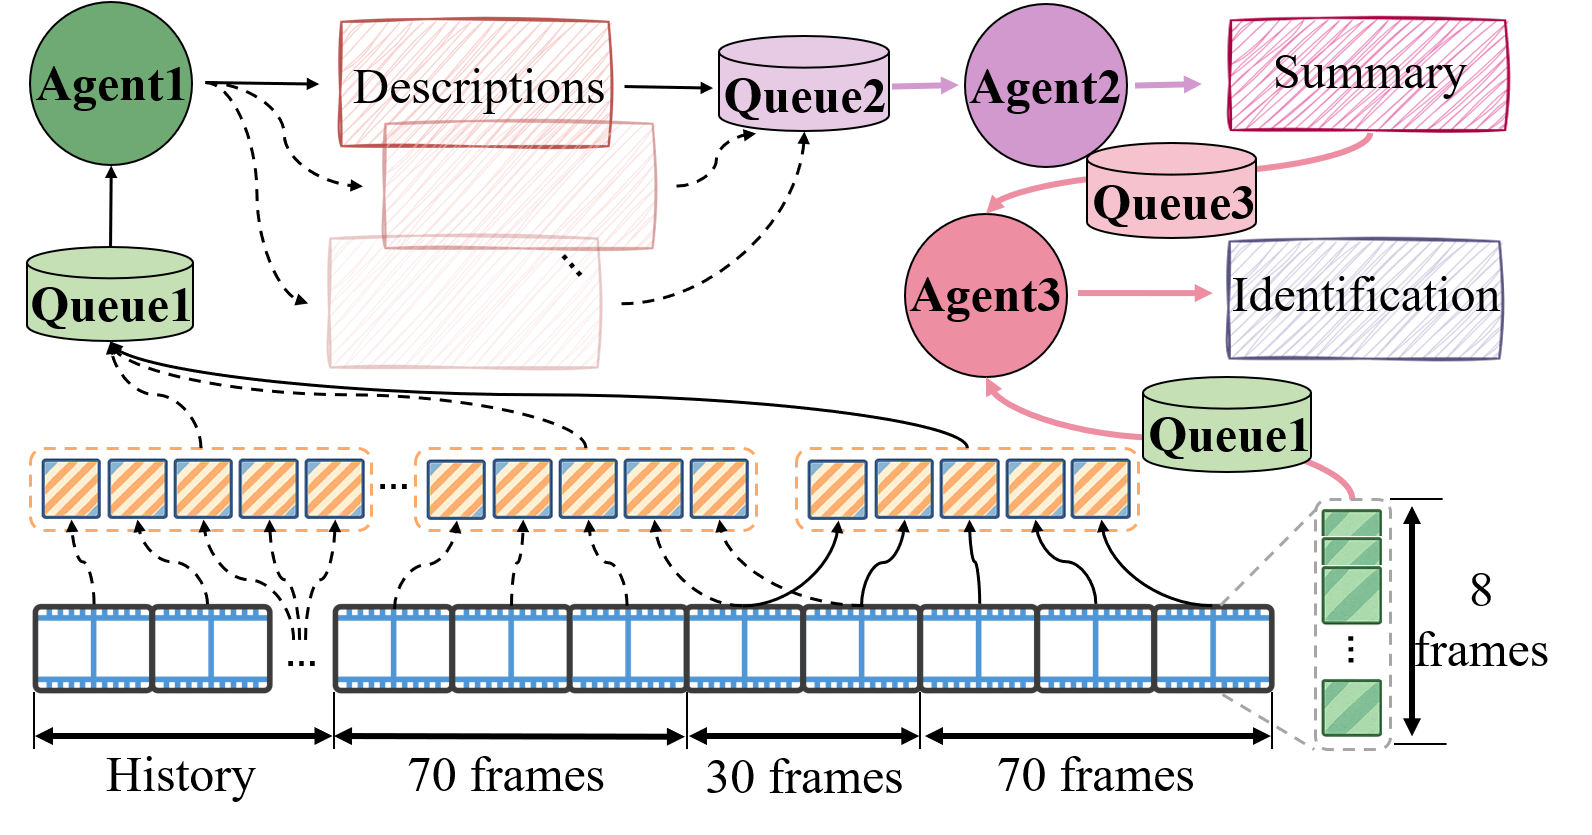 Agent1
Descriptions
Queue2
Agent2
Summary
Queue3
Queue1
Agent3
Identification
Queue1
...
...
8
frames
...
...
History
70 frames
30 frames
70 frames